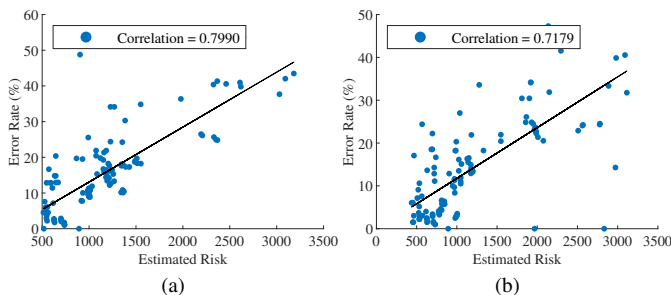 60
50
40
30
20
10
0
Error Rate (%)
Correlation = 0.7990
500 1000 1500 2000 2500 3000 3500
Estimated Risk
(a)
50
40
30
20
10
0
Error Rate (%)
Correlation = 0.7179
0 500 1000 1500 2000 2500 3000 3500
Estimated Risk
(b)